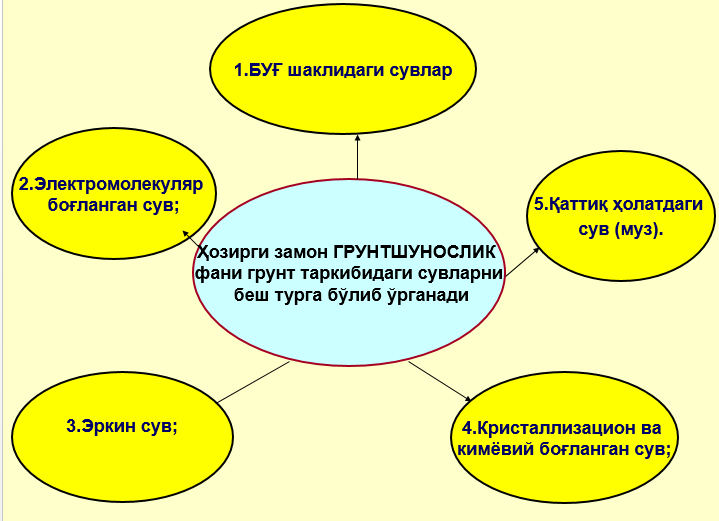 1.БУҒ шаклидаги сувлар
2.Электромолекуляр
боғланган сув;
5.Қаттиқ ҳолатдаги
сув (муз).
Ҳозирги замон ГРУНТШУНОСЛИК
фани грунт таркибидаги сувларни
беш турга бўлиб ўрганади
3.Эркин сув;
4.Кристаллизацион ва
кимёвий боғланган сув;